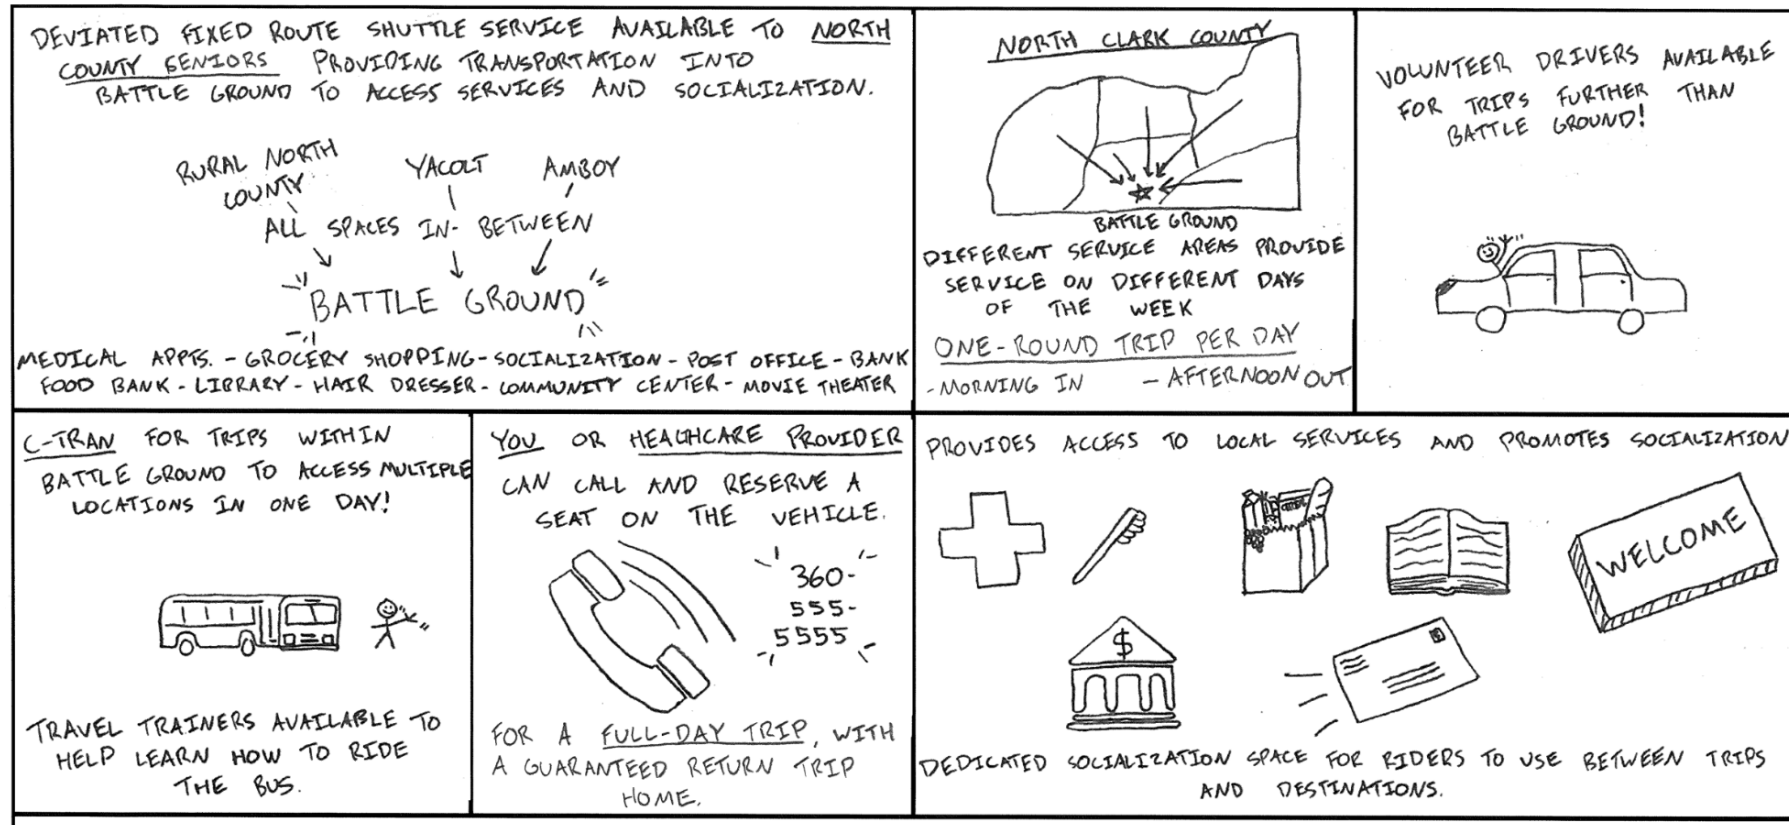 DEVIATED FIXED ROUTE SHUTTLE SERVICE AVAILABLE TO NORTH
COUNTY SENIORS PROVIDING TRANSPORTATION INTO
BATTLE GROUND TO ACCESS SERVICES AND SOCIALIZATION.
RURAL NORTH
COUNTY
YACOLT
AMBOY
ALL SPACES IN-BETWEEN
BATTLE GROUND
MEDICAL APPTS. - GROCERY SHOPPING - SOCIALIZATION - POST OFFICE - BANK
FOOD BANK - LIBRARY - HAIR DRESSER - COMMUNITY CENTER - MOVIE THEATER
NORTH CLARK COUNTY
BATTLE GROUND
DIFFERENT SERVICE AREAS PROVIDE
SERVICE ON DIFFERENT DAYS
OF THE WEEK
ONE-ROUND TRIP PER DAY
- MORNING IN - AFTERNOON OUT
VOLUNTEER DRIVERS AVAILABLE
FOR TRIPS FURTHER THAN
BATTLE GROUND!
C-TRAN FOR TRIPS WITHIN
BATTLE GROUND TO ACCESS MULTIPLE
LOCATIONS IN ONE DAY!
TRAVEL TRAINERS AVAILABLE TO
HELP LEARN HOW TO RIDE
THE BUS.
YOU OR HEALHCARE PROVIDER
CAN CALL AND RESERVE A
SEAT ON THE VEHICLE.
360-
555-
5555
FOR A FULL-DAY TRIP, WITH
A GUARANTEED RETURN TRIP
HOME.
PROVIDES ACCESS TO LOCAL SERVICES AND PROMOTES SOCIALIZATION
WELCOME
$
DEDICATED SOCIALIZATION SPACE FOR RIDERS TO USE BETWEEN TRIPS
AND DESTINATIONS.